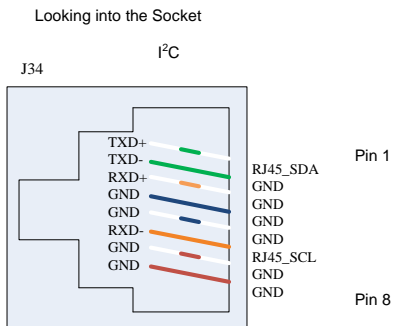 Looking into the Socket
I²C
J34
TXD+
TXD-
RXD+
GND
GND
RXD-
GND
GND
RJ45_SDA
GND
GND
GND
GND
RJ45_SCL
GND
GND
Pin 1
Pin 8